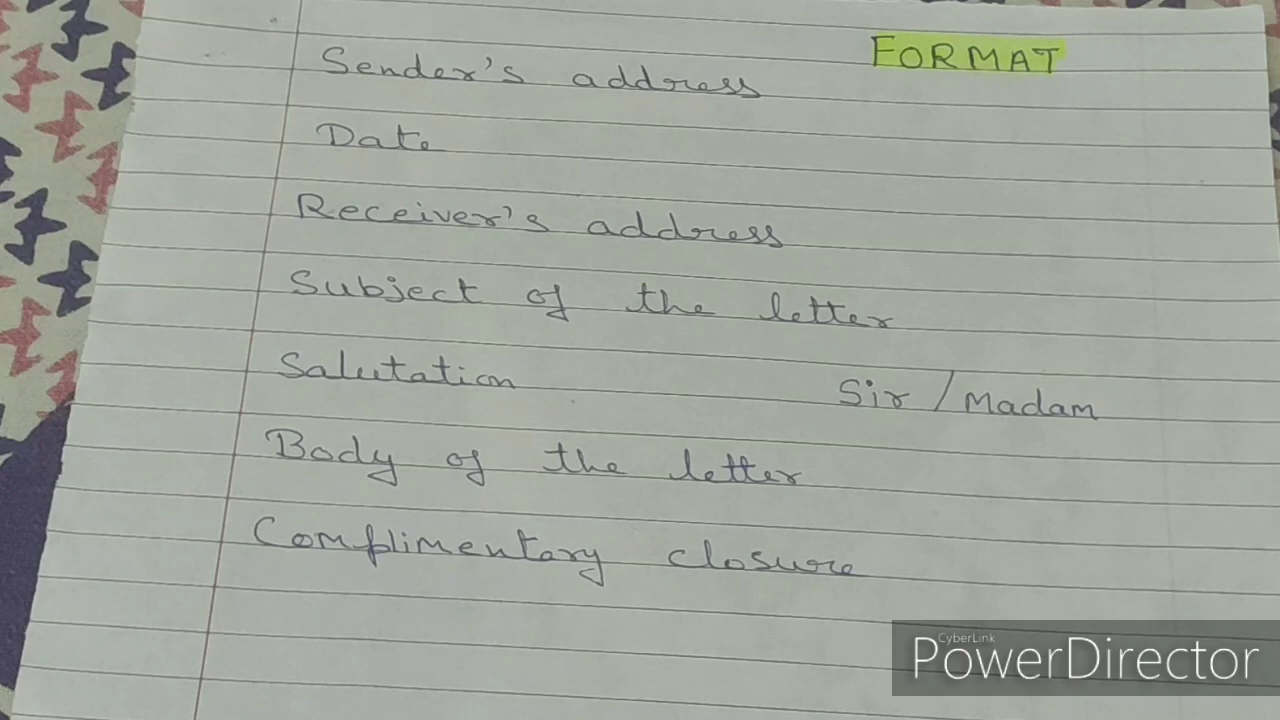 FORMAT
Sender's address
Date
Receiver's address
Subject of the letter
Salutation Sir / Madam
Body of the letter
Complimentary closure
CyberLink
PowerDirector